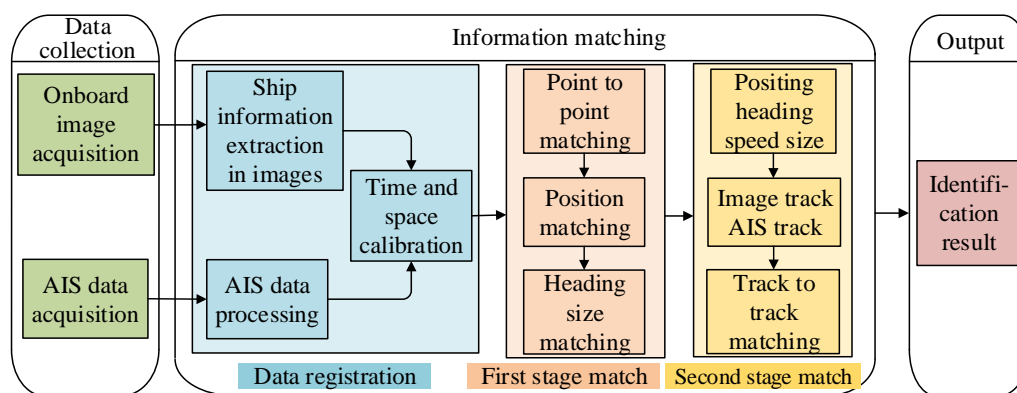 Data
collection
Information matching
Output
Onboard
image
acquisition
AIS data
acquisition
Ship
information
extraction
in images
AIS data
processing
Time and
space
calibration
Data registration
Point to
point
matching
Position
matching
Heading
size
matching
First stage match
Positing
heading
speed size
Image track
AIS track
Track to
track
matching
Second stage match
Identifi-
cation
result